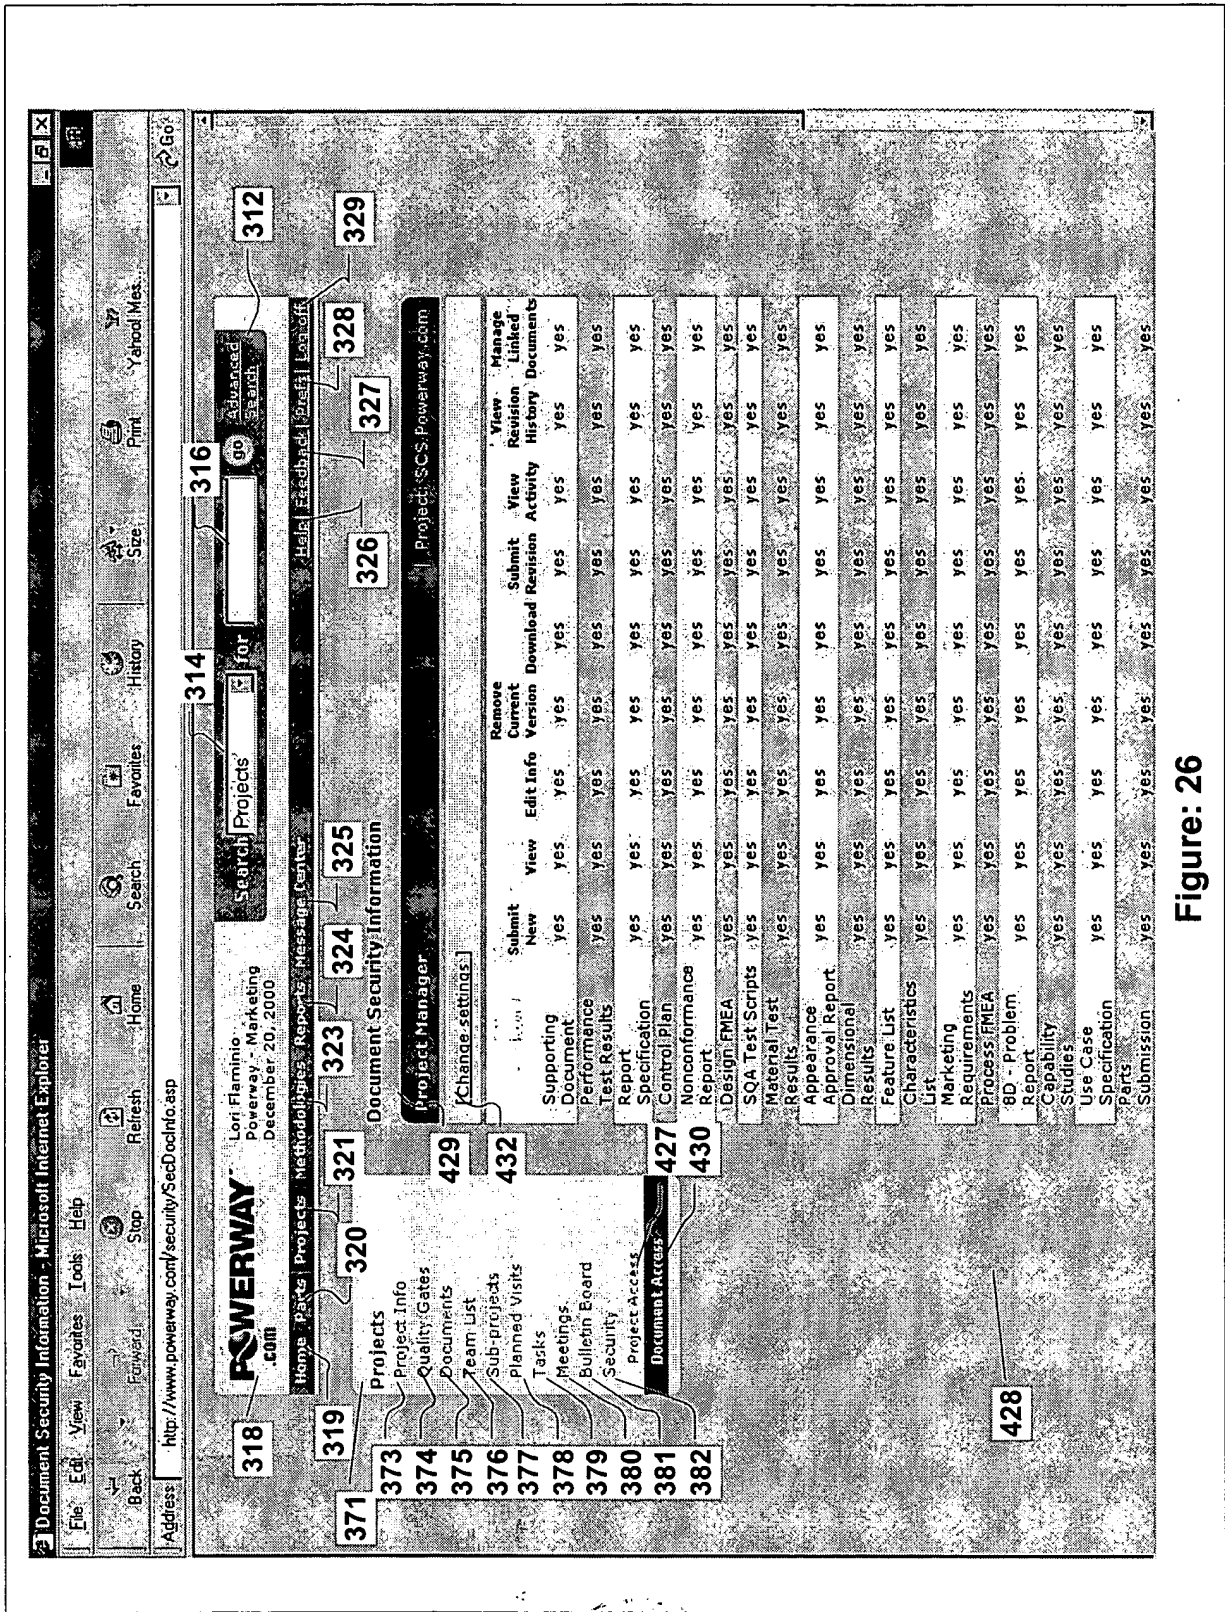 Document Security Information - Microsoft Internet Explorer
File Edit View Favorites Tools Help
Back Forward Stop Refresh Home Search Favorites History Size Print Yahoo! Mes...
Address http://www.powerway.com/security/SecDocInfo.asp Go
314 316
318 POWERWAY .com
Lori Flaminio
Powerway - Marketing
December 20, 2000
Search Projects for go Advanced Search
312
Home Parts Projects Methodologies Reports Message Center Help Feedback Prefs Log off
319 320 321 323 324 325 326 327 328 329
371 Projects
373 Project Info
374 Quality Gates
375 Documents
376 Team List
377 Sub-projects
378 Planned Visits
379 Tasks
380 Meetings
381 Bulletin Board
382 Security
Project Access 427
Document Access 430
428
Document Security Information
429
Project Manager Project: SCS.Powerway.com
Change settings
432
Submit New View Edit Info Remove Current Version Download Submit Revision View Activity View Revision History Manage Linked Documents
Supporting Document yes yes yes yes yes yes yes yes yes
Performance Test Results yes yes yes yes yes yes yes yes yes
Report Specification yes yes yes yes yes yes yes yes yes
Control Plan yes yes yes yes yes yes yes yes yes
Nonconformance Report yes yes yes yes yes yes yes yes yes
Design FMEA yes yes yes yes yes yes yes yes yes
SQA Test Scripts yes yes yes yes yes yes yes yes yes
Material Test Results yes yes yes yes yes yes yes yes yes
Appearance Approval Report yes yes yes yes yes yes yes yes yes
Dimensional Results yes yes yes yes yes yes yes yes yes
Feature List yes yes yes yes yes yes yes yes yes
Characteristics List yes yes yes yes yes yes yes yes yes
Marketing Requirements yes yes yes yes yes yes yes yes yes
Process FMEA yes yes yes yes yes yes yes yes yes
8D - Problem Report yes yes yes yes yes yes yes yes yes
Capability Studies yes yes yes yes yes yes yes yes yes
Use Case Specification yes yes yes yes yes yes yes yes yes
Parts Submission yes yes yes yes yes yes yes yes yes
Figure: 26